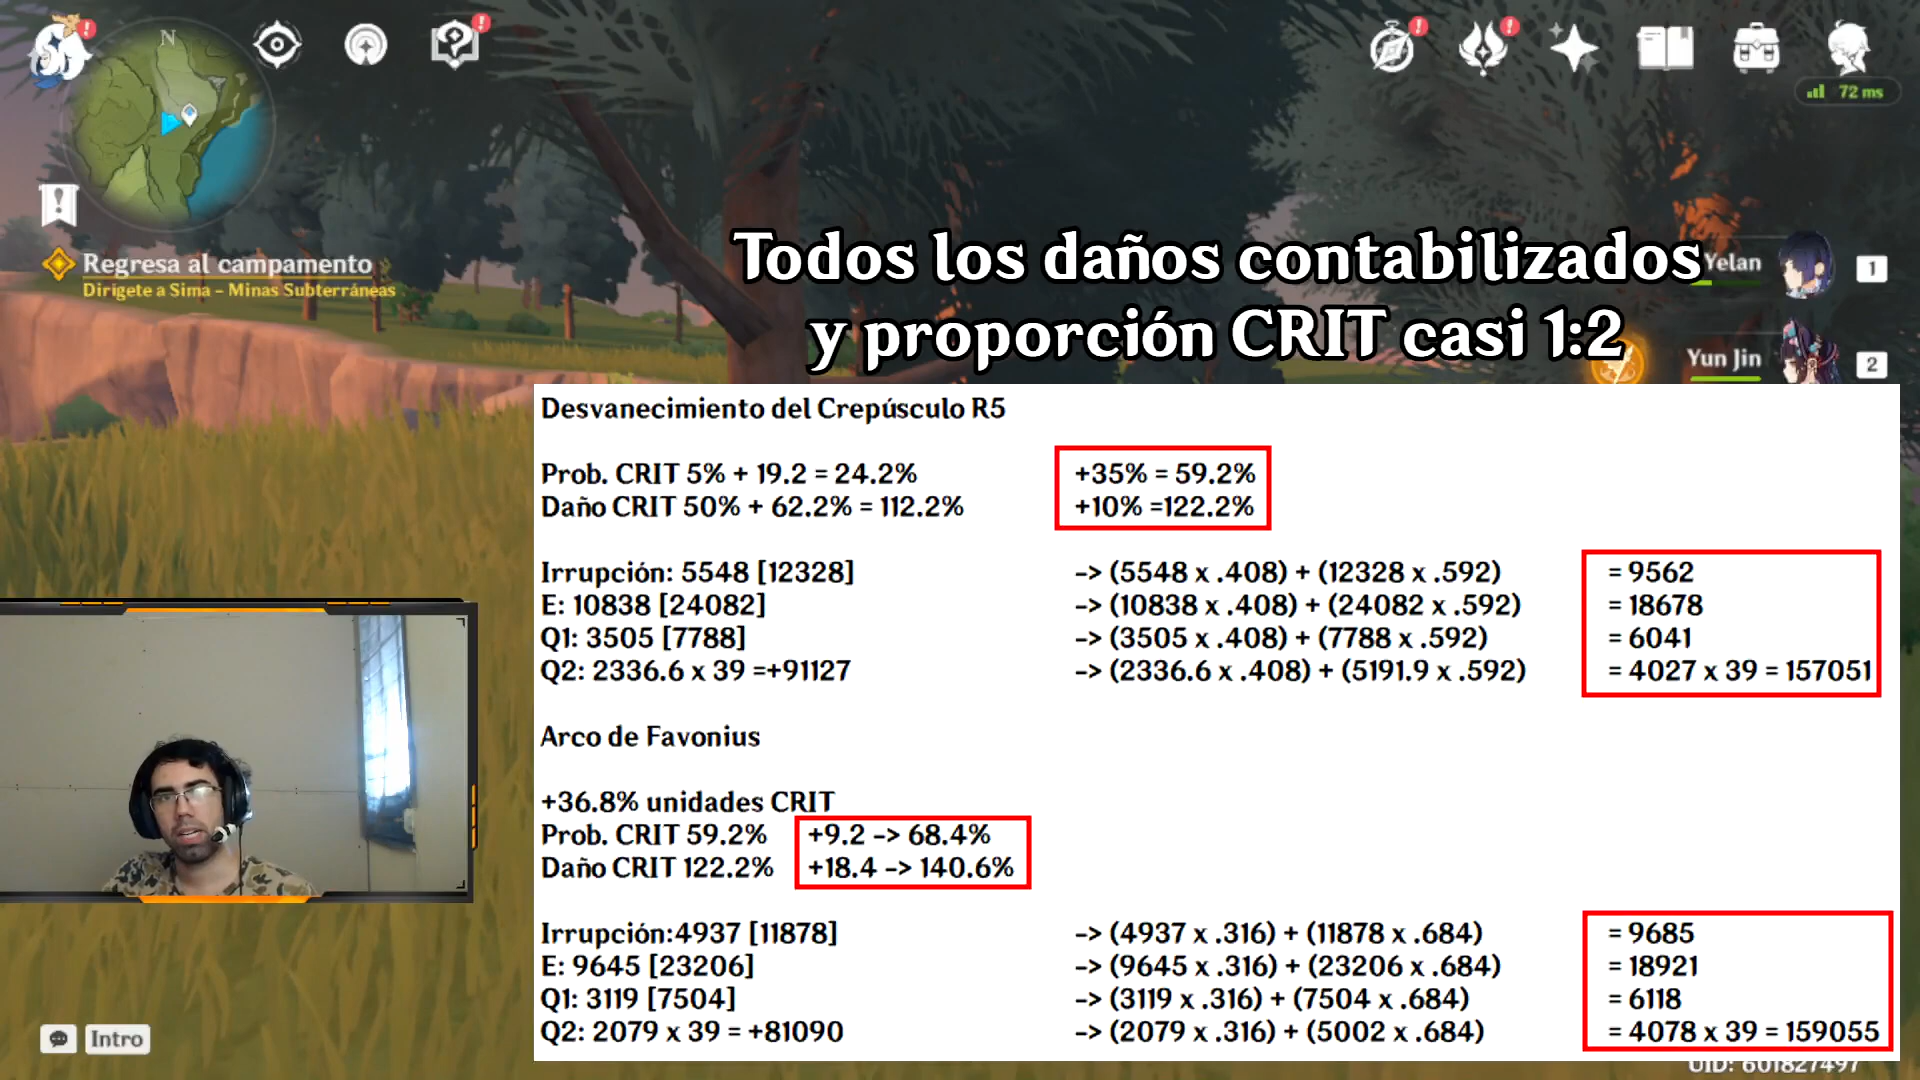 N
72 ms
Regresa al campamento
Dirígete a Sima - Minas Subterráneas
Todos los daños contabilizados
y proporción CRIT casi 1:2
Yelan
1
Yun Jin
2
Desvanecimiento del Crepúsculo R5
Prob. CRIT 5% + 19.2 = 24.2% +35% = 59.2%
Daño CRIT 50% + 62.2% = 112.2% +10% =122.2%
Irrupción: 5548 [12328] -> (5548 x .408) + (12328 x .592) = 9562
E: 10838 [24082] -> (10838 x .408) + (24082 x .592) = 18678
Q1: 3505 [7788] -> (3505 x .408) + (7788 x .592) = 6041
Q2: 2336.6 x 39 =+91127 -> (2336.6 x .408) + (5191.9 x .592) = 4027 x 39 = 157051
Arco de Favonius
+36.8% unidades CRIT
Prob. CRIT 59.2% +9.2 -> 68.4%
Daño CRIT 122.2% +18.4 -> 140.6%
Irrupción:4937 [11878] -> (4937 x .316) + (11878 x .684) = 9685
E: 9645 [23206] -> (9645 x .316) + (23206 x .684) = 18921
Q1: 3119 [7504] -> (3119 x .316) + (7504 x .684) = 6118
Q2: 2079 x 39 = +81090 -> (2079 x .316) + (5002 x .684) = 4078 x 39 = 159055
Intro
UID: 601827497